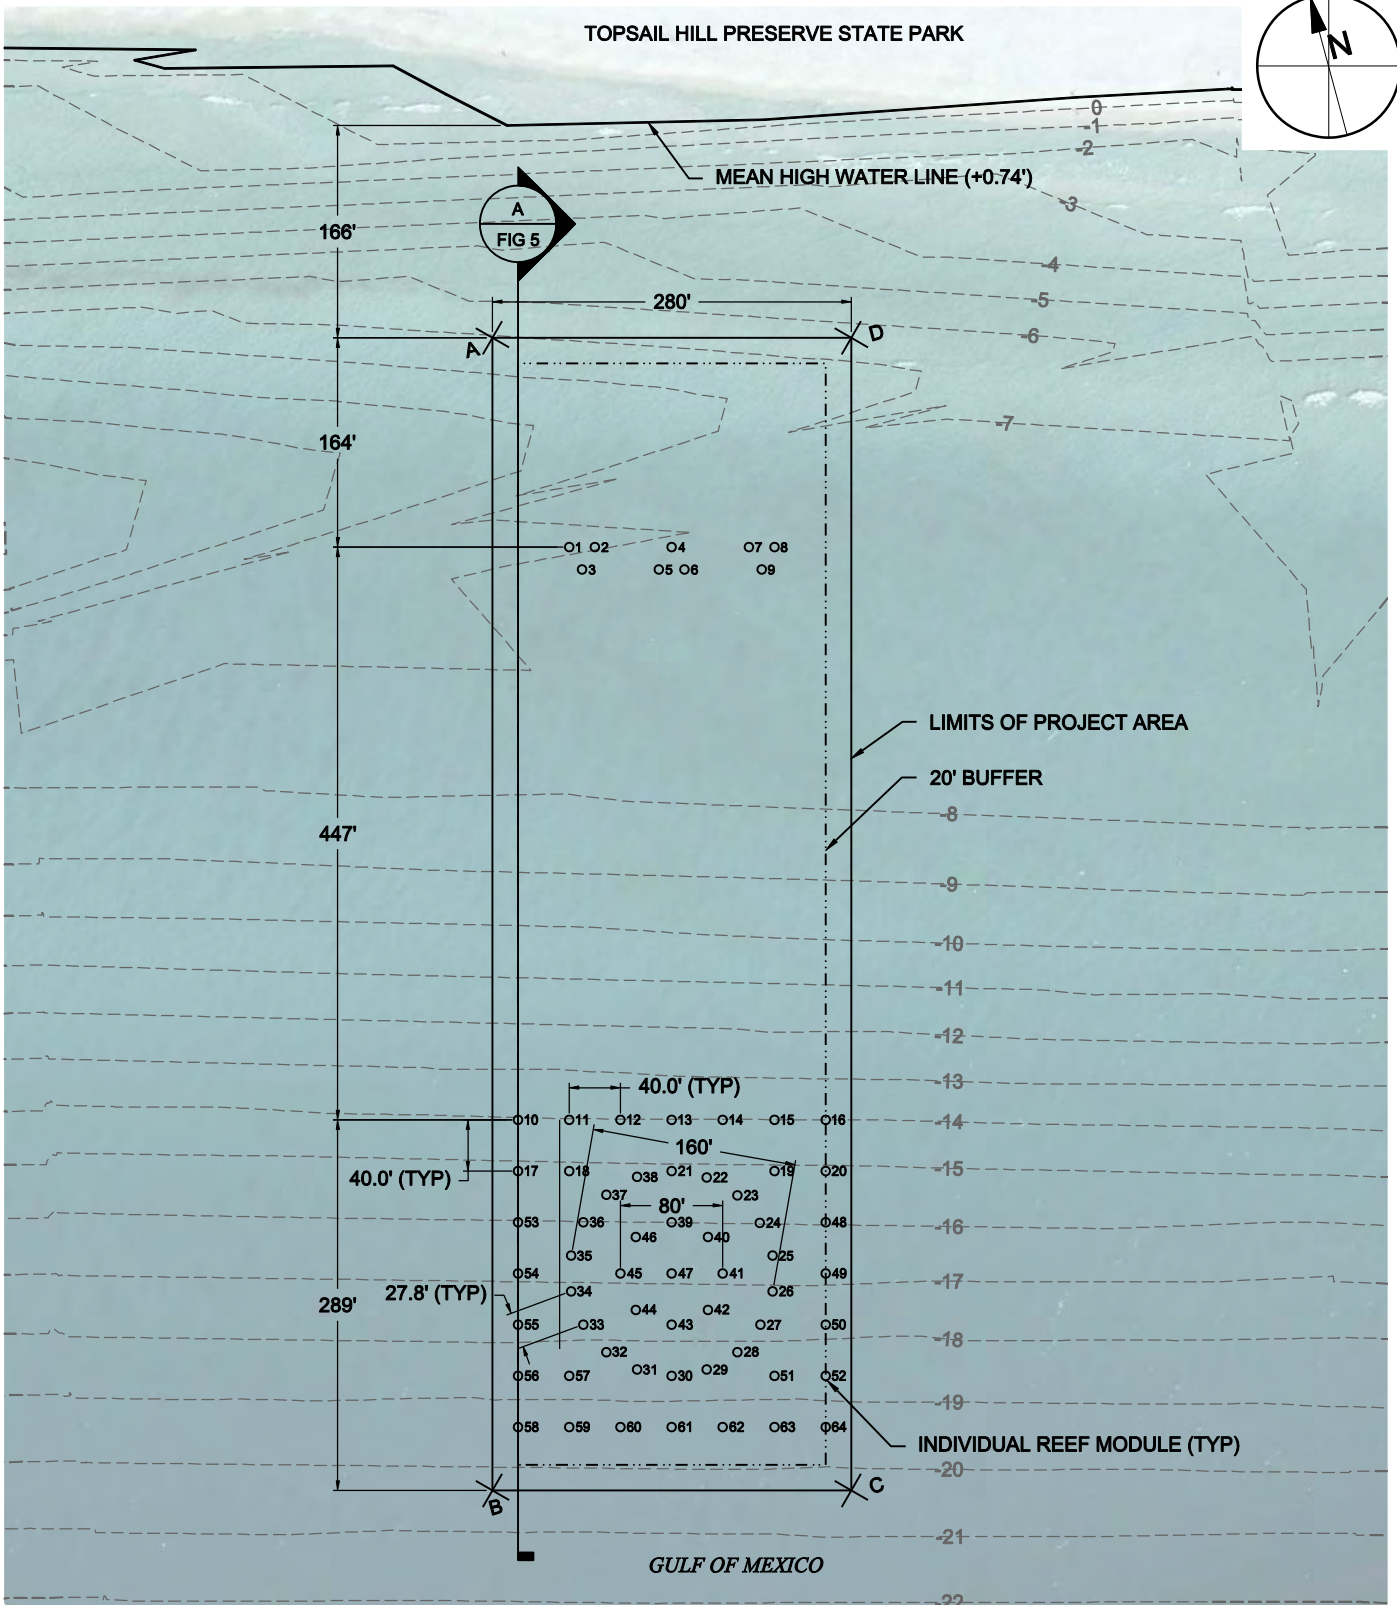 TOPSAIL HILL PRESERVE STATE PARK
N
0
-1
-2
MEAN HIGH WATER LINE (+0.74')
-3
A
FIG 5
166'
-4
280'
-5
-6
A
D
-7
164'
1 2 4 7 8
3 5 6 9
LIMITS OF PROJECT AREA
20' BUFFER
-8
447'
-9
-10
-11
-12
-13
40.0' (TYP)
10 11 12 13 14 15 16
-14
160'
40.0' (TYP)
17 18 38 21 22 19 20
-15
37 80' 23
53 36 39 24 48
-16
46 40
35 25
54 45 47 41 49
-17
27.8' (TYP)
34 26
289'
44 42
55 33 43 27 50
-18
32 28
31 29
56 57 30 51 52
-19
58 59 60 61 62 63 64
INDIVIDUAL REEF MODULE (TYP)
-20
B
C
-21
GULF OF MEXICO
-22